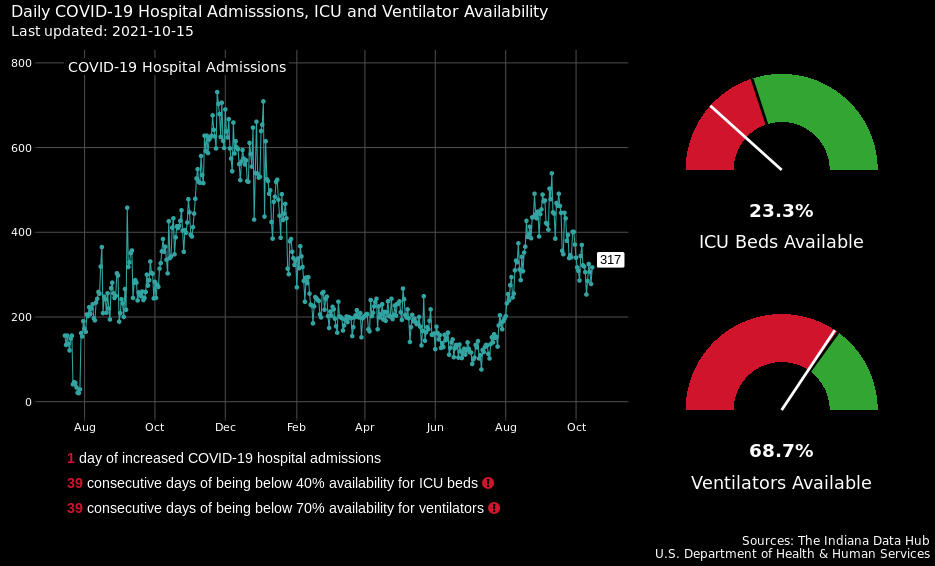 Daily COVID-19 Hospital Admisssions, ICU and Ventilator Availability
Last updated: 2021-10-15
COVID-19 Hospital Admissions
800
600
400
200
0
317
Aug
Oct
Dec
Feb
Apr
Jun
Aug
Oct
23.3%
ICU Beds Available
68.7%
Ventilators Available
1 day of increased COVID-19 hospital admissions
39 consecutive days of being below 40% availability for ICU beds !
39 consecutive days of being below 70% availability for ventilators !
Sources: The Indiana Data Hub
U.S. Department of Health & Human Services